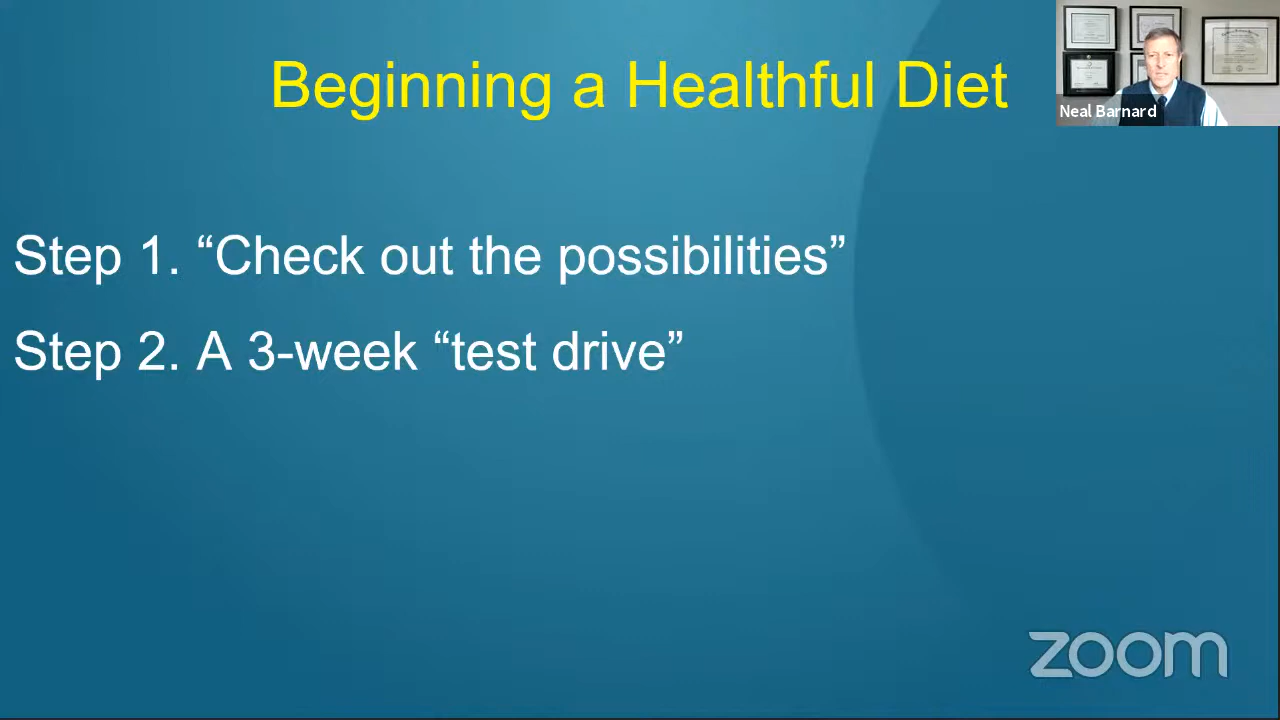 Beginning a Healthful Diet
Neal Barnard
Step 1. “Check out the possibilities”
Step 2. A 3-week “test drive”
zoom